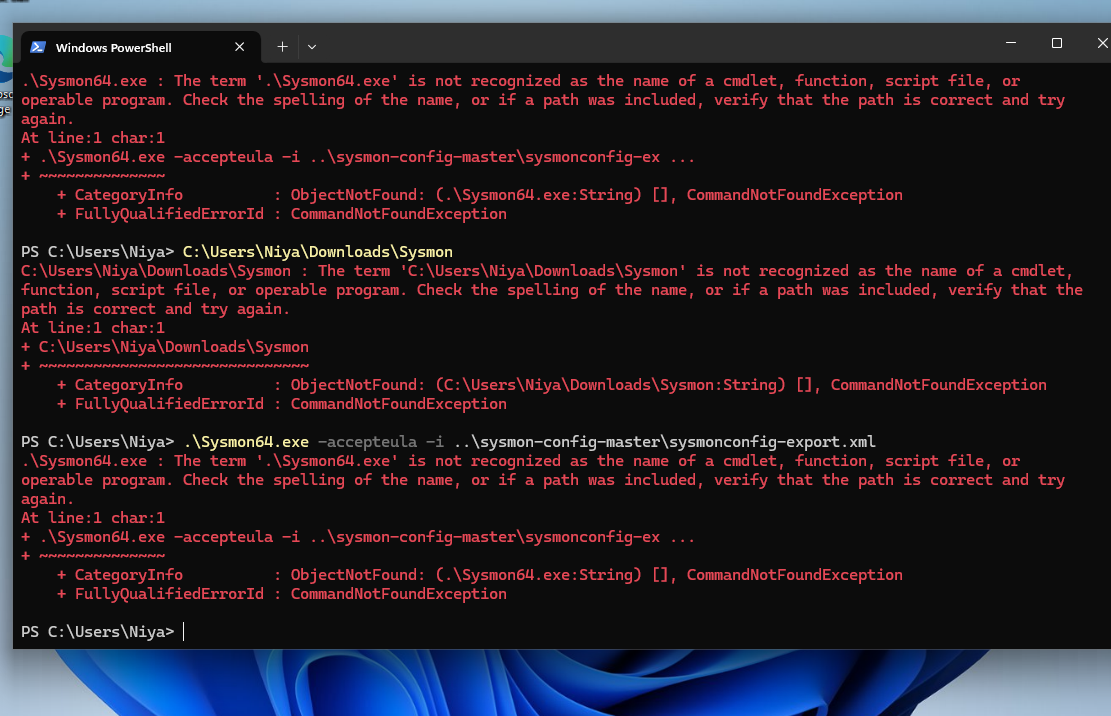 Windows PowerShell
.\Sysmon64.exe : The term '.\Sysmon64.exe' is not recognized as the name of a cmdlet, function, script file, or
operable program. Check the spelling of the name, or if a path was included, verify that the path is correct and try
again.
At line:1 char:1
+ .\Sysmon64.exe -accepteula -i ..\sysmon-config-master\sysmonconfig-ex ...
+ ~~~~~~~~~~~~~~
    + CategoryInfo          : ObjectNotFound: (.\Sysmon64.exe:String) [], CommandNotFoundException
    + FullyQualifiedErrorId : CommandNotFoundException
PS C:\Users\Niya> C:\Users\Niya\Downloads\Sysmon
C:\Users\Niya\Downloads\Sysmon : The term 'C:\Users\Niya\Downloads\Sysmon' is not recognized as the name of a cmdlet,
function, script file, or operable program. Check the spelling of the name, or if a path was included, verify that the
path is correct and try again.
At line:1 char:1
+ C:\Users\Niya\Downloads\Sysmon
+ ~~~~~~~~~~~~~~~~~~~~~~~~~~~~~~
    + CategoryInfo          : ObjectNotFound: (C:\Users\Niya\Downloads\Sysmon:String) [], CommandNotFoundException
    + FullyQualifiedErrorId : CommandNotFoundException
PS C:\Users\Niya> .\Sysmon64.exe -accepteula -i ..\sysmon-config-master\sysmonconfig-export.xml
.\Sysmon64.exe : The term '.\Sysmon64.exe' is not recognized as the name of a cmdlet, function, script file, or
operable program. Check the spelling of the name, or if a path was included, verify that the path is correct and try
again.
At line:1 char:1
+ .\Sysmon64.exe -accepteula -i ..\sysmon-config-master\sysmonconfig-ex ...
+ ~~~~~~~~~~~~~~
    + CategoryInfo          : ObjectNotFound: (.\Sysmon64.exe:String) [], CommandNotFoundException
    + FullyQualifiedErrorId : CommandNotFoundException
PS C:\Users\Niya>